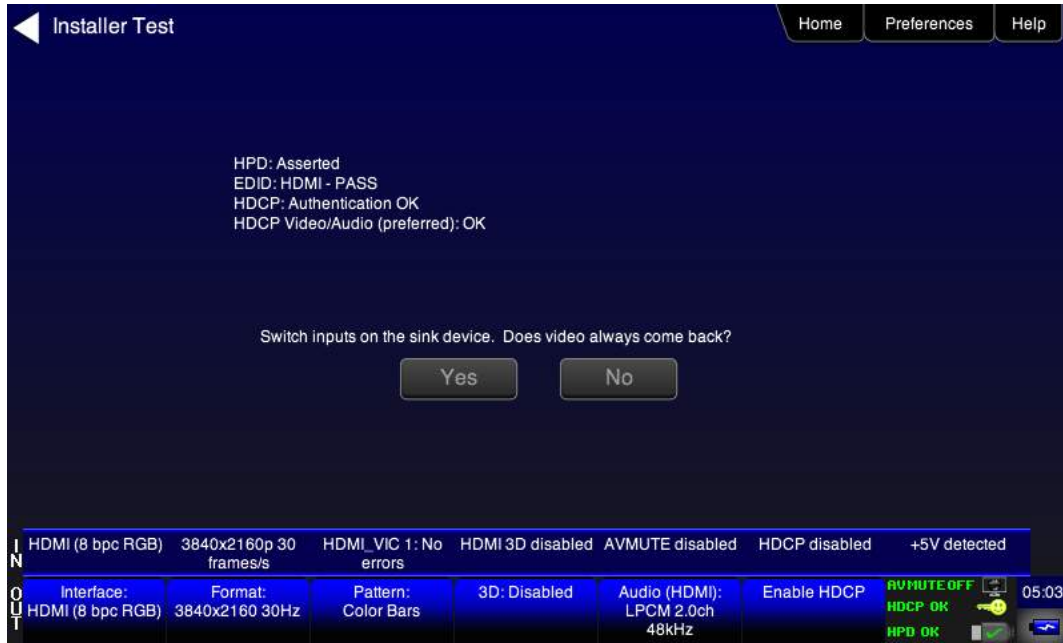 Installer Test
Home
Preferences
Help
HPD: Asserted
EDID: HDMI - PASS
HDCP: Authentication OK
HDCP Video/Audio (preferred): OK
Switch inputs on the sink device.  Does video always come back?
Yes
No
IN
HDMI (8 bpc RGB)
3840x2160p 30
frames/s
HDMI_VIC 1: No
errors
HDMI 3D disabled
AVMUTE disabled
HDCP disabled
+5V detected
OUT
Interface:
HDMI (8 bpc RGB)
Format:
3840x2160 30Hz
Pattern:
Color Bars
3D: Disabled
Audio (HDMI):
LPCM 2.0ch
48kHz
Enable HDCP
AVMUTEOFF
HDCP OK
HPD OK
05:03